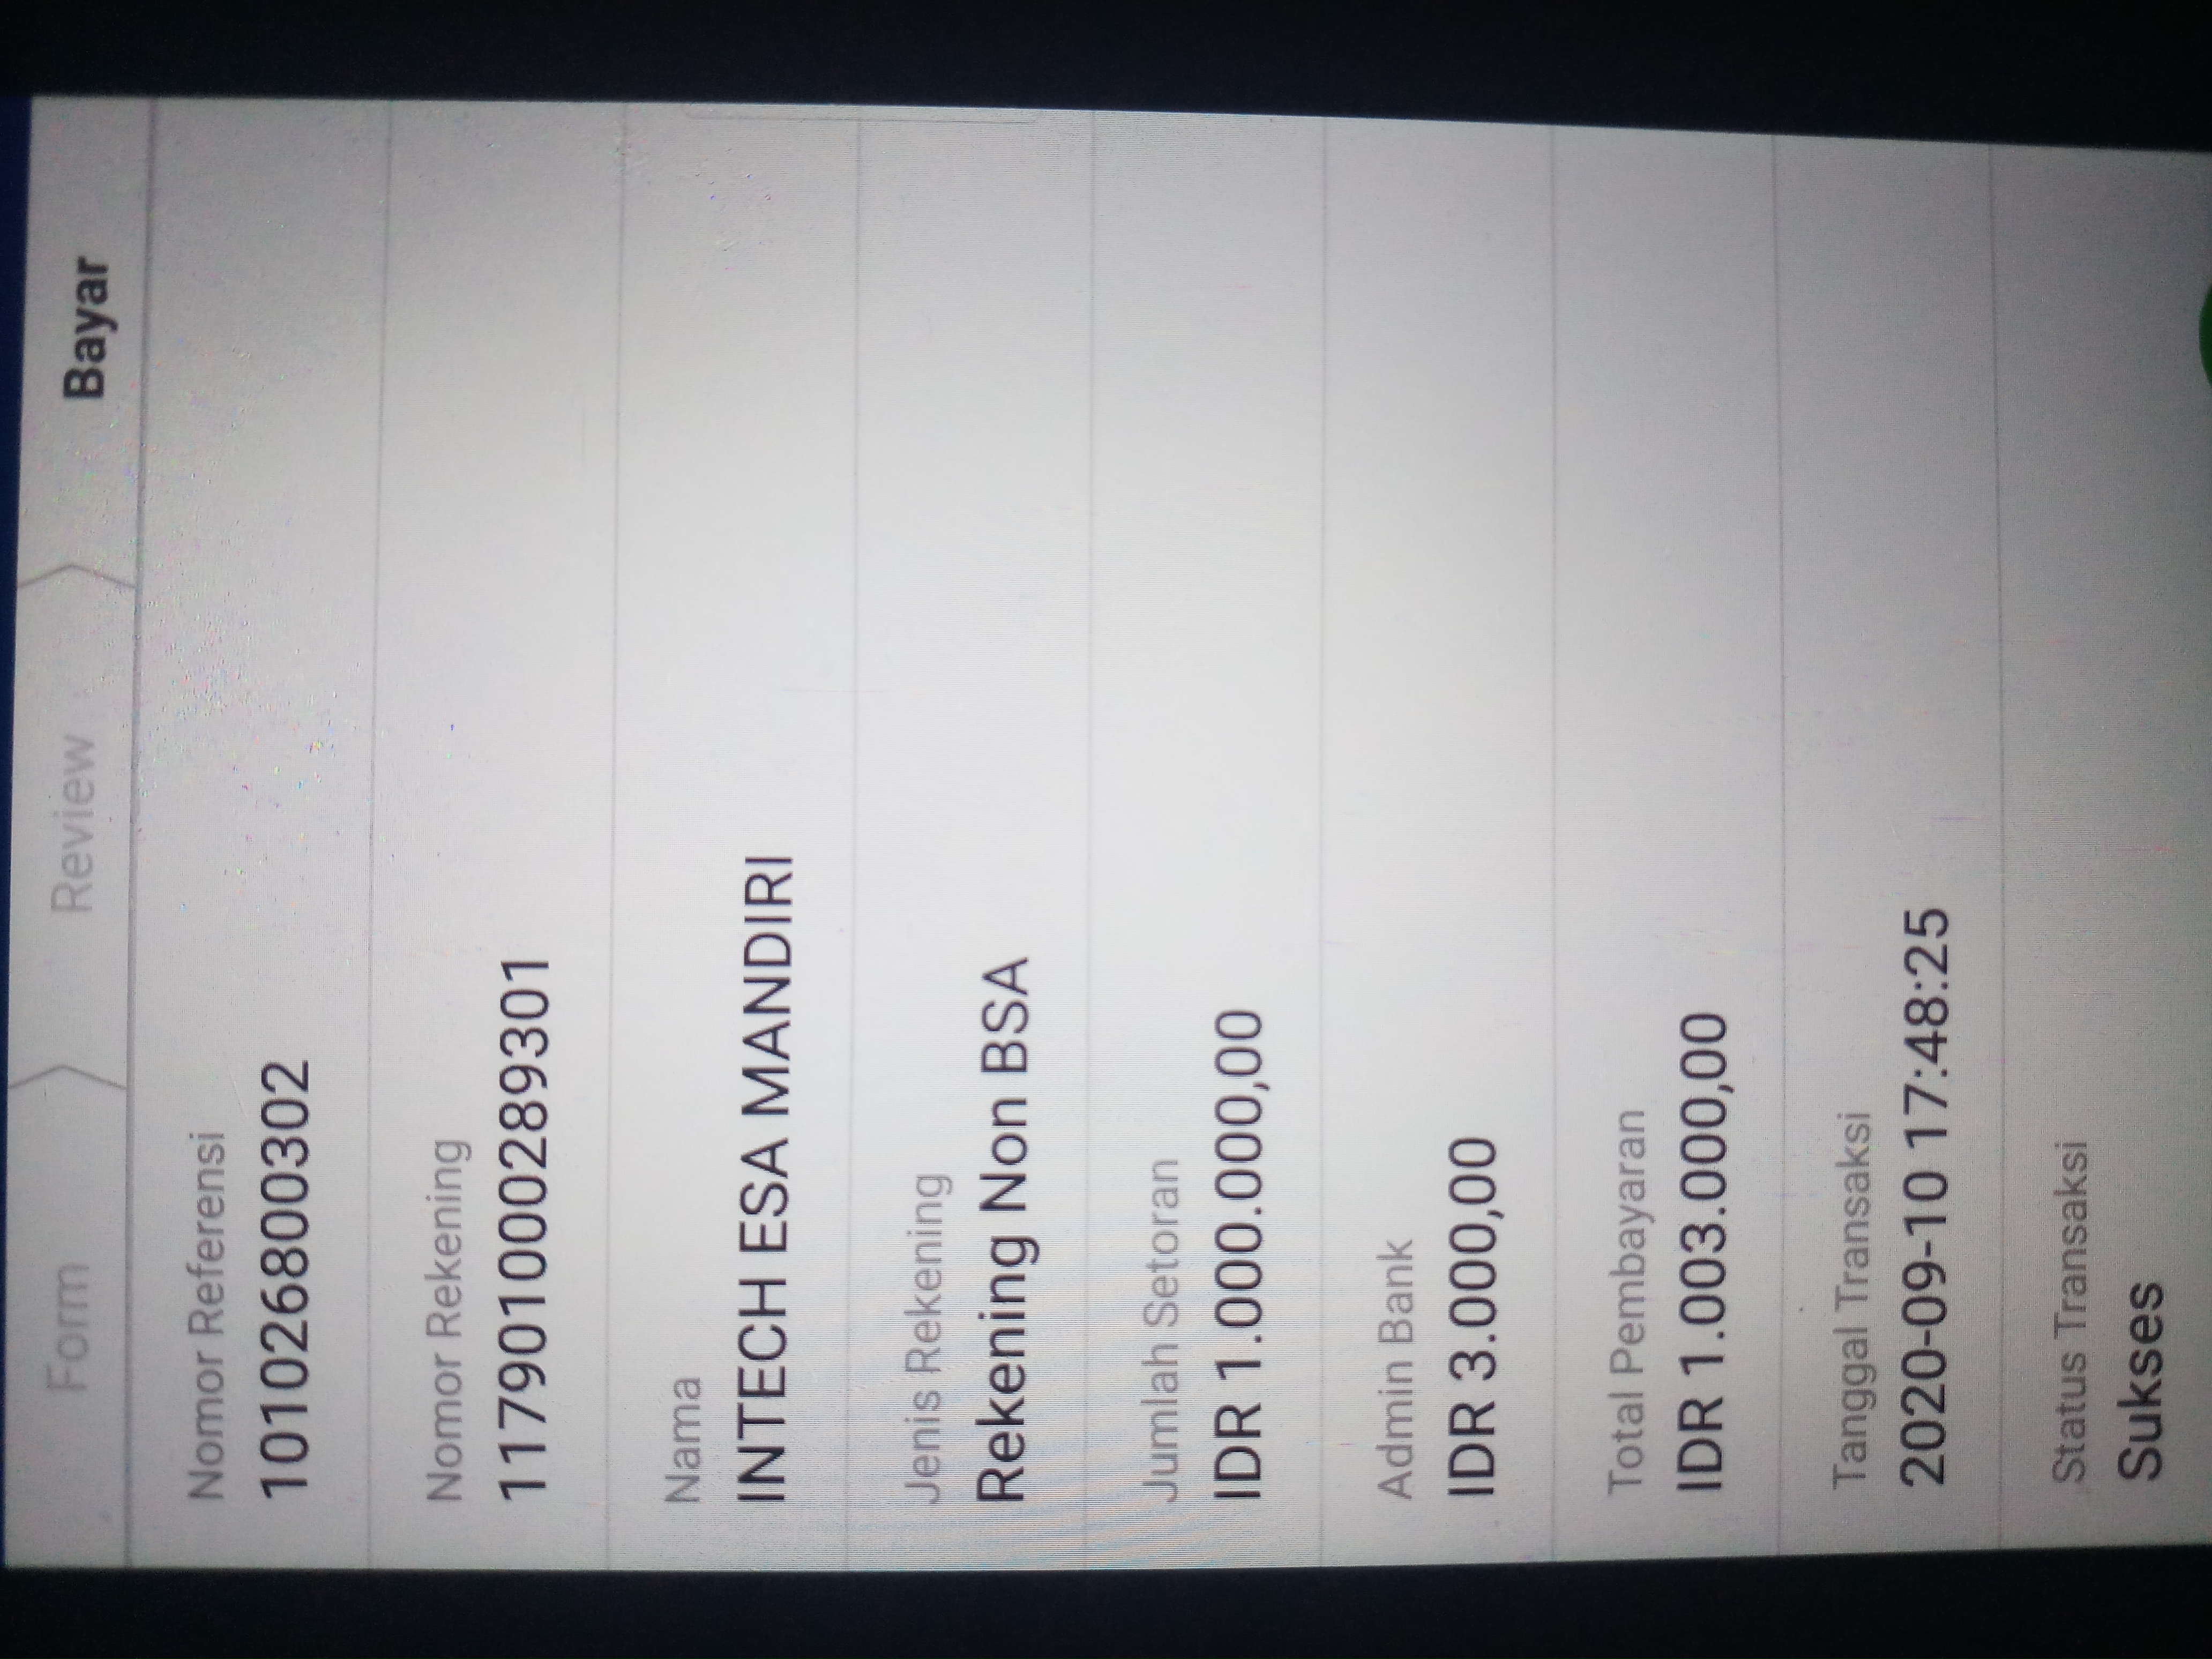 Form
Review
Bayar
Nomor Referensi
101026800302
Nomor Rekening
117901000289301
Nama
INTECH ESA MANDIRI
Jenis Rekening
Rekening Non BSA
Jumlah Setoran
IDR 1.000.000,00
Admin Bank
IDR 3.000,00
Total Pembayaran
IDR 1.003.000,00
Tanggal Transaksi
2020-09-10 17:48:25
Status Transaksi
Sukses